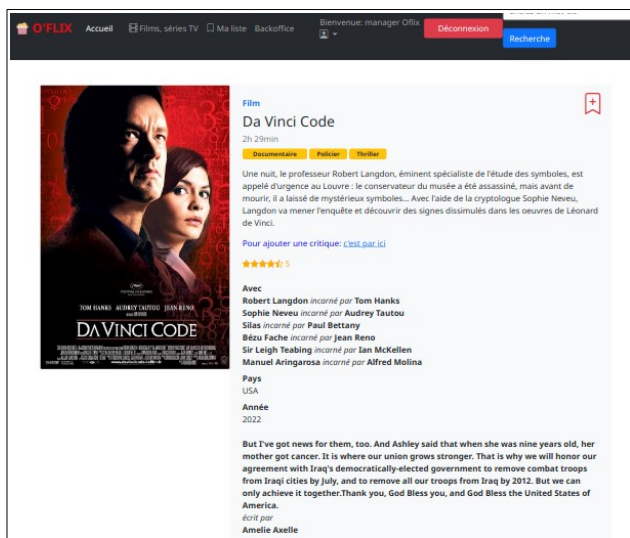 O'FLIX Accueil Films, séries TV Ma liste Backoffice Bienvenue: manager Oflix Déconnexion
Recherche
Film
Da Vinci Code
2h 29min
Documentaire Policier Thriller
Une nuit, le professeur Robert Langdon, éminent spécialiste de l'étude des symboles, est
appelé d'urgence au Louvre : le conservateur du musée a été assassiné, mais avant de
mourir, il a laissé de mystérieux symboles... Avec l'aide de la cryptologue Sophie Neveu,
Langdon va mener l'enquête et découvrir des signes dissimulés dans les oeuvres de Léonard
de Vinci.
Pour ajouter une critique: c'est par ici
5
TOM HANKS AUDREY TAUTOU JEAN RENO
DA VINCI CODE
Avec
Robert Langdon incarné par Tom Hanks
Sophie Neveu incarné par Audrey Tautou
Silas incarné par Paul Bettany
Bézu Fache incarné par Jean Reno
Sir Leigh Teabing incarné par Ian McKellen
Manuel Aringarosa incarné par Alfred Molina
Pays
USA
Année
2022
But I've got news for them, too. And Ashley said that when she was nine years old, her
mother got cancer. It is where our union grows stronger. That is why we will honor our
agreement with Iraq's democratically-elected government to remove combat troops
from Iraqi cities by July, and to remove all our troops from Iraq by 2012. But we can
only achieve it together.Thank you, God Bless you, and God Bless the United States of
America.
écrit par
Amelie Axelle